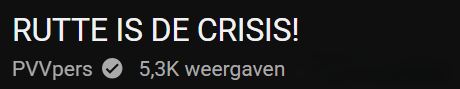 RUTTE IS DE CRISIS!
PVVpers 5,3K weergaven